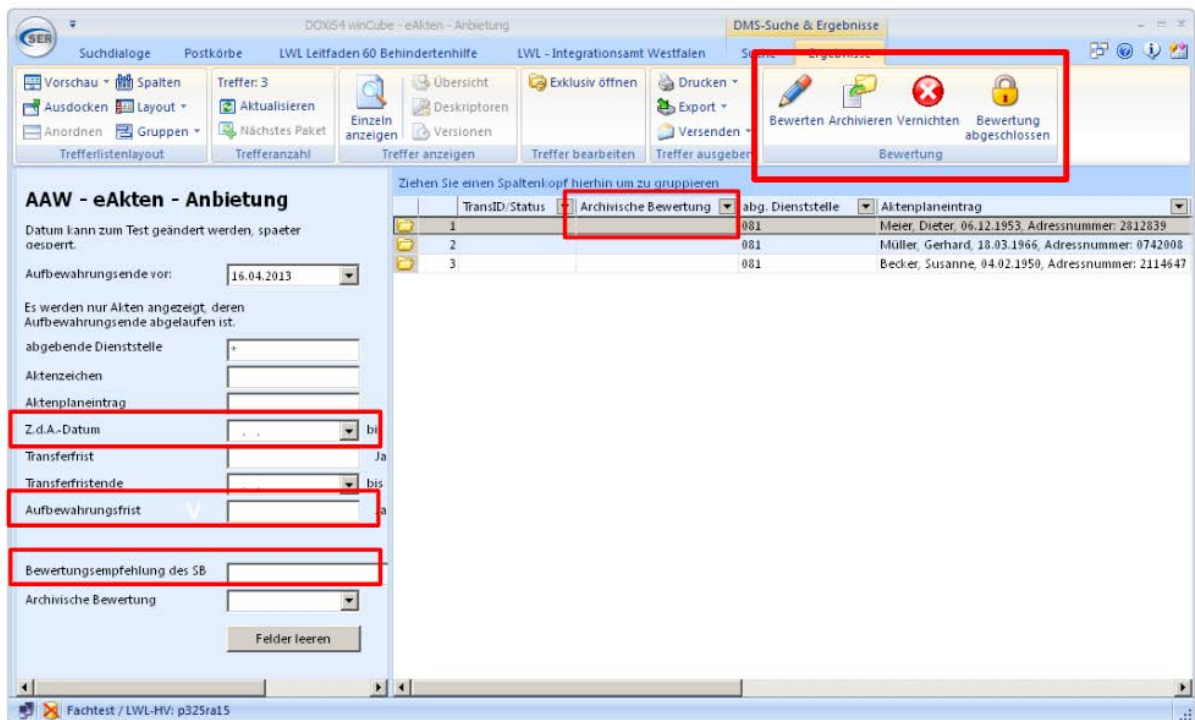 SER
DOXiS4 winCube - eAkten - Anbietung
DMS-Suche & Ergebnisse
Suchdialoge Postkörbe LWL Leitfaden 60 Behindertenhilfe LWL - Integrationsamt Westfalen Suche Ergebnisse
Vorschau Spalten
Ausdocken Layout
Anordnen Gruppen
Trefferlistenlayout
Treffer: 3
Aktualisieren
Nächstes Paket
Trefferanzahl
Einzeln
anzeigen
Übersicht
Deskriptoren
Versionen
Treffer anzeigen
Exklusiv öffnen
Treffer bearbeiten
Drucken
Export
Versenden
Treffer ausgeben
Bewerten Archivieren Vernichten Bewertung
abgeschlossen
Bewertung
AAW - eAkten - Anbietung
Datum kann zum Test geändert werden, spaeter
gesperrt.
Aufbewahrungsende vor: 16.04.2013
Es werden nur Akten angezeigt, deren
Aufbewahrungsende abgelaufen ist.
abgebende Dienststelle *
Aktenzeichen
Aktenplaneintrag
Z.d.A.-Datum . . bi
Transferfrist Ja
Transferfristende . . bis
Aufbewahrungsfrist V Ja
Bewertungsempfehlung des SB
Archivische Bewertung
Felder leeren
Ziehen Sie einen Spaltenkopf hierhin um zu gruppieren
TransID/Status Archivische Bewertung abg. Dienststelle Aktenplaneintrag
1 081 Meier, Dieter, 06.12.1953, Adressnummer: 2812839
2 081 Müller, Gerhard, 18.03.1966, Adressnummer: 0742008
3 081 Becker, Susanne, 04.02.1950, Adressnummer: 2114647
Fachtest / LWL-HV: p325ra15